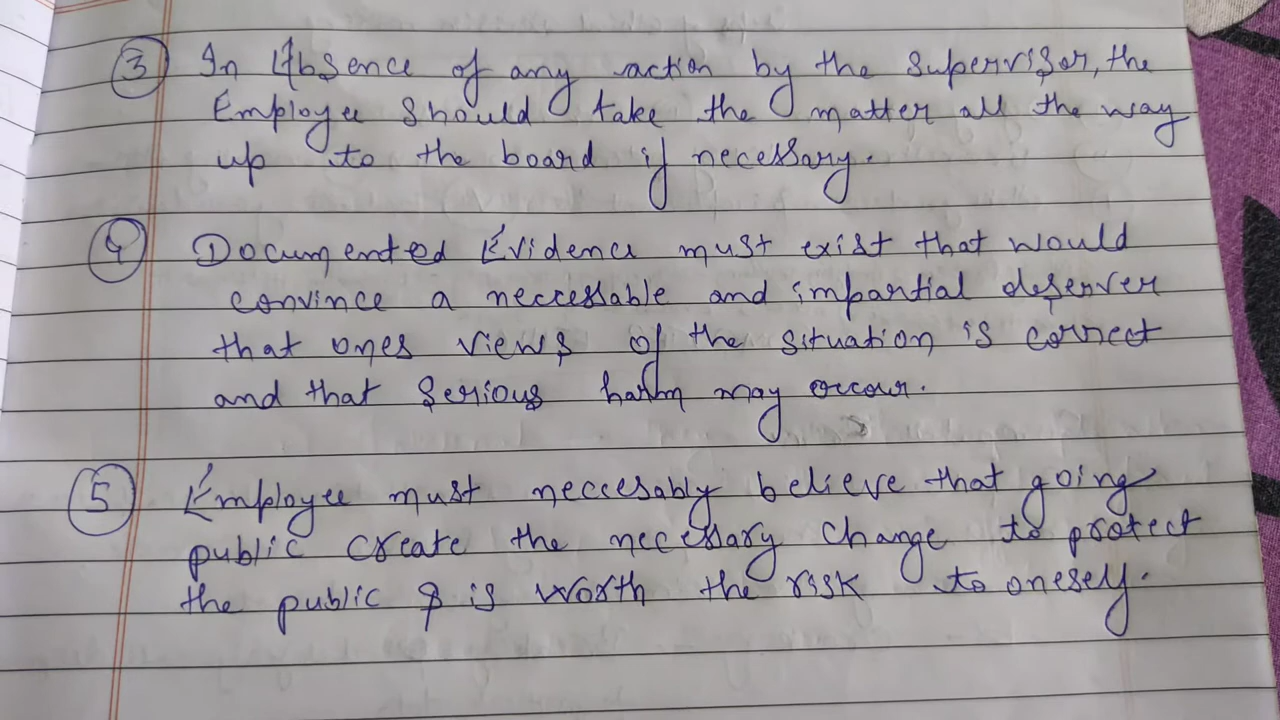 ③ In Absence of any action by the Supervisor, the
Employee Should take the matter all the way
up to the board if necessary.
④ Documented Evidence must exist that would
convince a neccessable and impartial deserver
that ones views of the situation is correct
and that Serious harm may occur.
⑤ Employee must neccesably believe that going
public create the necessary change to protect
the public & is worth the risk to onesely.